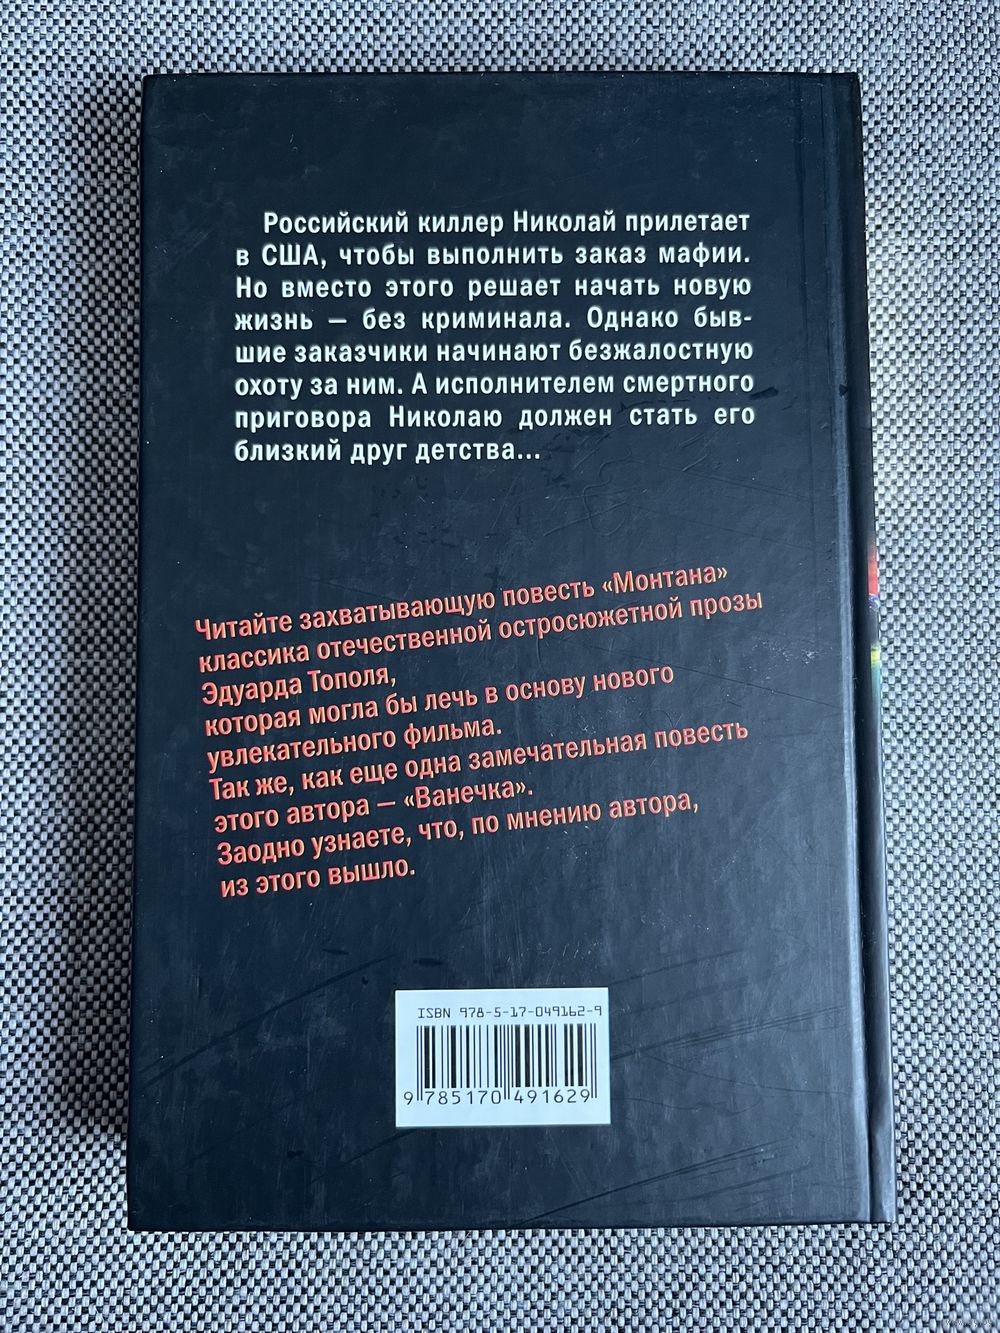 Российский киллер Николай прилетает
в США, чтобы выполнить заказ мафии.
Но вместо этого решает начать новую
жизнь — без криминала. Однако быв-
шие заказчики начинают безжалостную
охоту за ним. А исполнителем смертного
приговора Николаю должен стать его
близкий друг детства...
Читайте захватывающую повесть «Монтана»
классика отечественной остросюжетной прозы
Эдуарда Тополя,
которая могла бы лечь в основу нового
увлекательного фильма.
Так же, как еще одна замечательная повесть
этого автора — «Ванечка».
Заодно узнаете, что, по мнению автора,
из этого вышло.
ISBN 978-5-17-049162-9
9 785170 491629